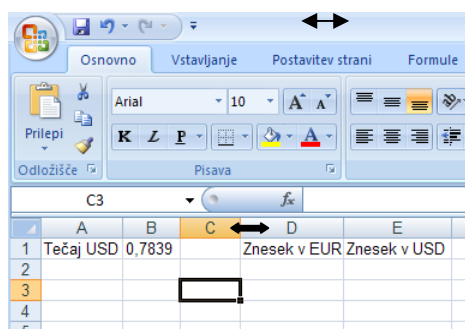 Osnovno Vstavljanje Postavitev strani Formule
Arial 10 A A
Prilepi K L P A
Odložišče Pisava
C3 fx
A B C D E
1 Tečaj USD 0,7839 Znesek v EUR Znesek v USD
2
3
4